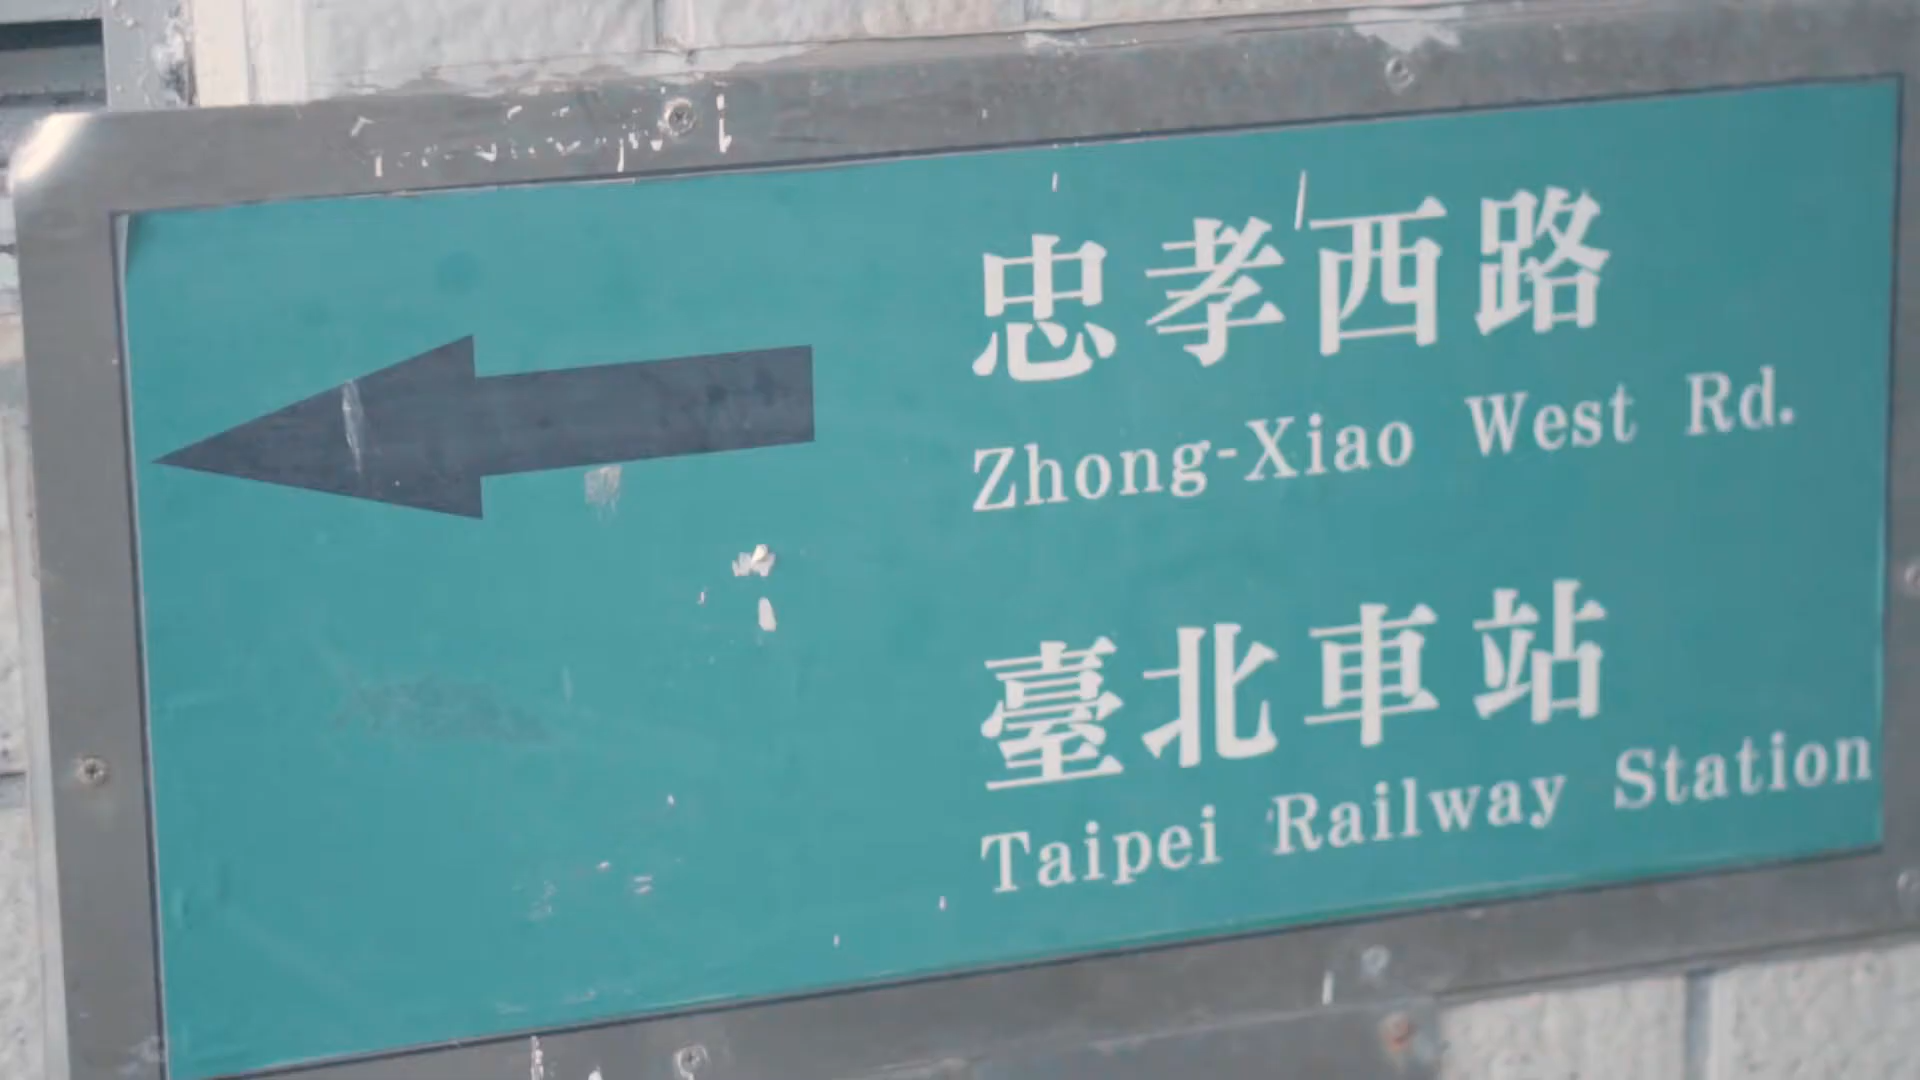 忠孝西路
Zhong-Xiao West Rd.
臺北車站
Taipei Railway Station